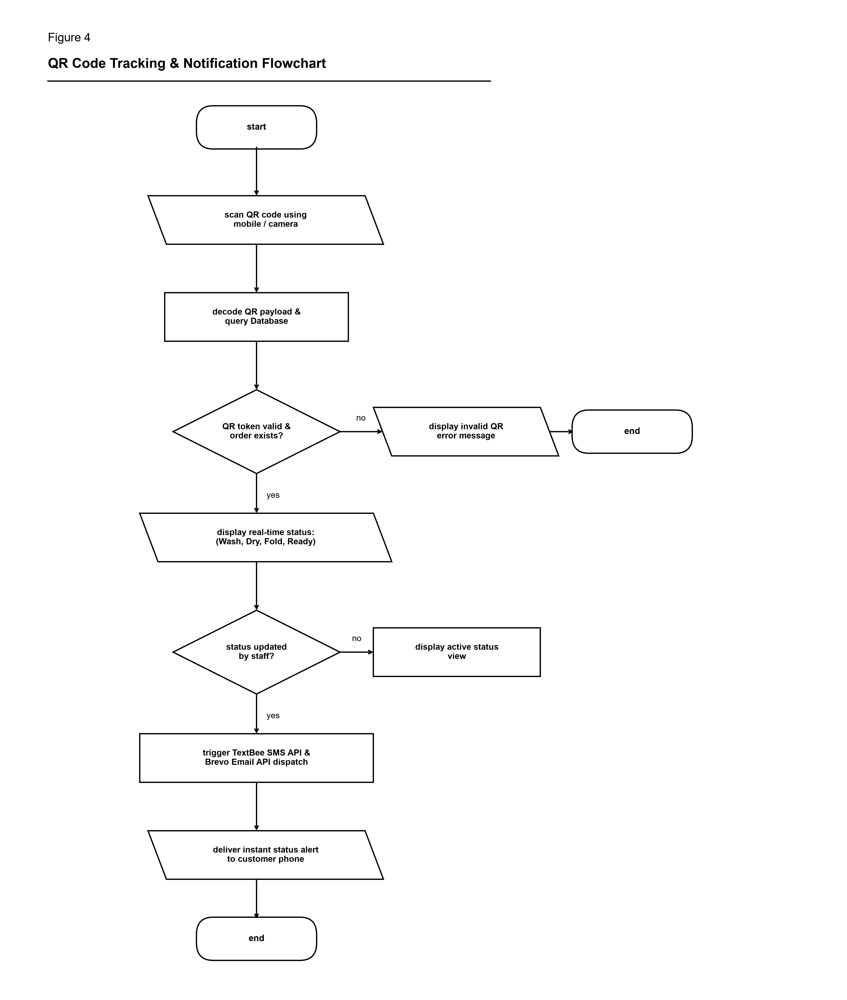 Figure 4
QR Code Tracking & Notification Flowchart
start
scan QR code using
mobile / camera
decode QR payload &
query Database
QR token valid &
order exists?
no
display invalid QR
error message
end
yes
display real-time status:
(Wash, Dry, Fold, Ready)
status updated
by staff?
no
display active status
view
yes
trigger TextBee SMS API &
Brevo Email API dispatch
deliver instant status alert
to customer phone
end